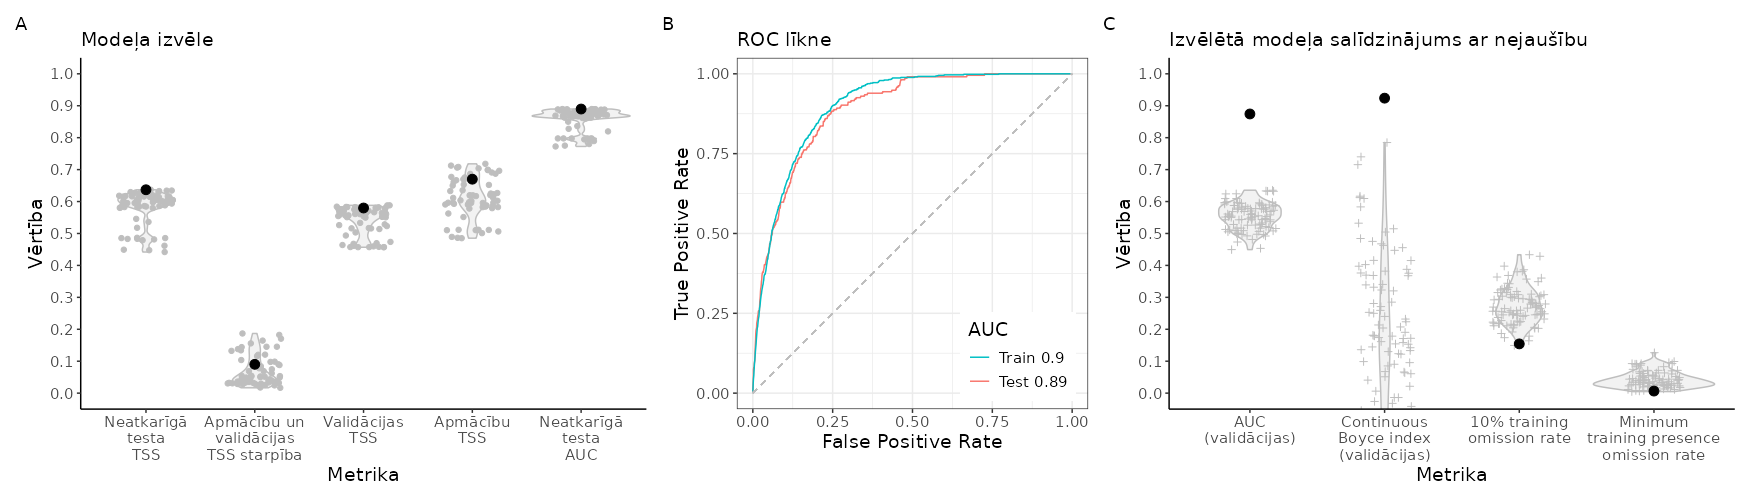 A
Modeļa izvēle
Vērtība
1.0
0.9
0.8
0.7
0.6
0.5
0.4
0.3
0.2
0.1
0.0
Neatkarīgā
testa
TSS
Apmācību un
validācijas
TSS starpība
Validācijas
TSS
Apmācību
TSS
Neatkarīgā
testa
AUC
Metrika
B
ROC līkne
True Positive Rate
1.00
0.75
0.50
0.25
0.00
AUC
Train 0.9
Test 0.89
0.00
0.25
0.50
0.75
1.00
False Positive Rate
C
Izvēlētā modeļa salīdzinājums ar nejaušību
Vērtība
1.0
0.9
0.8
0.7
0.6
0.5
0.4
0.3
0.2
0.1
0.0
AUC
(validācijas)
Continuous
Boyce index
(validācijas)
10% training
omission rate
Minimum
training presence
omission rate
Metrika